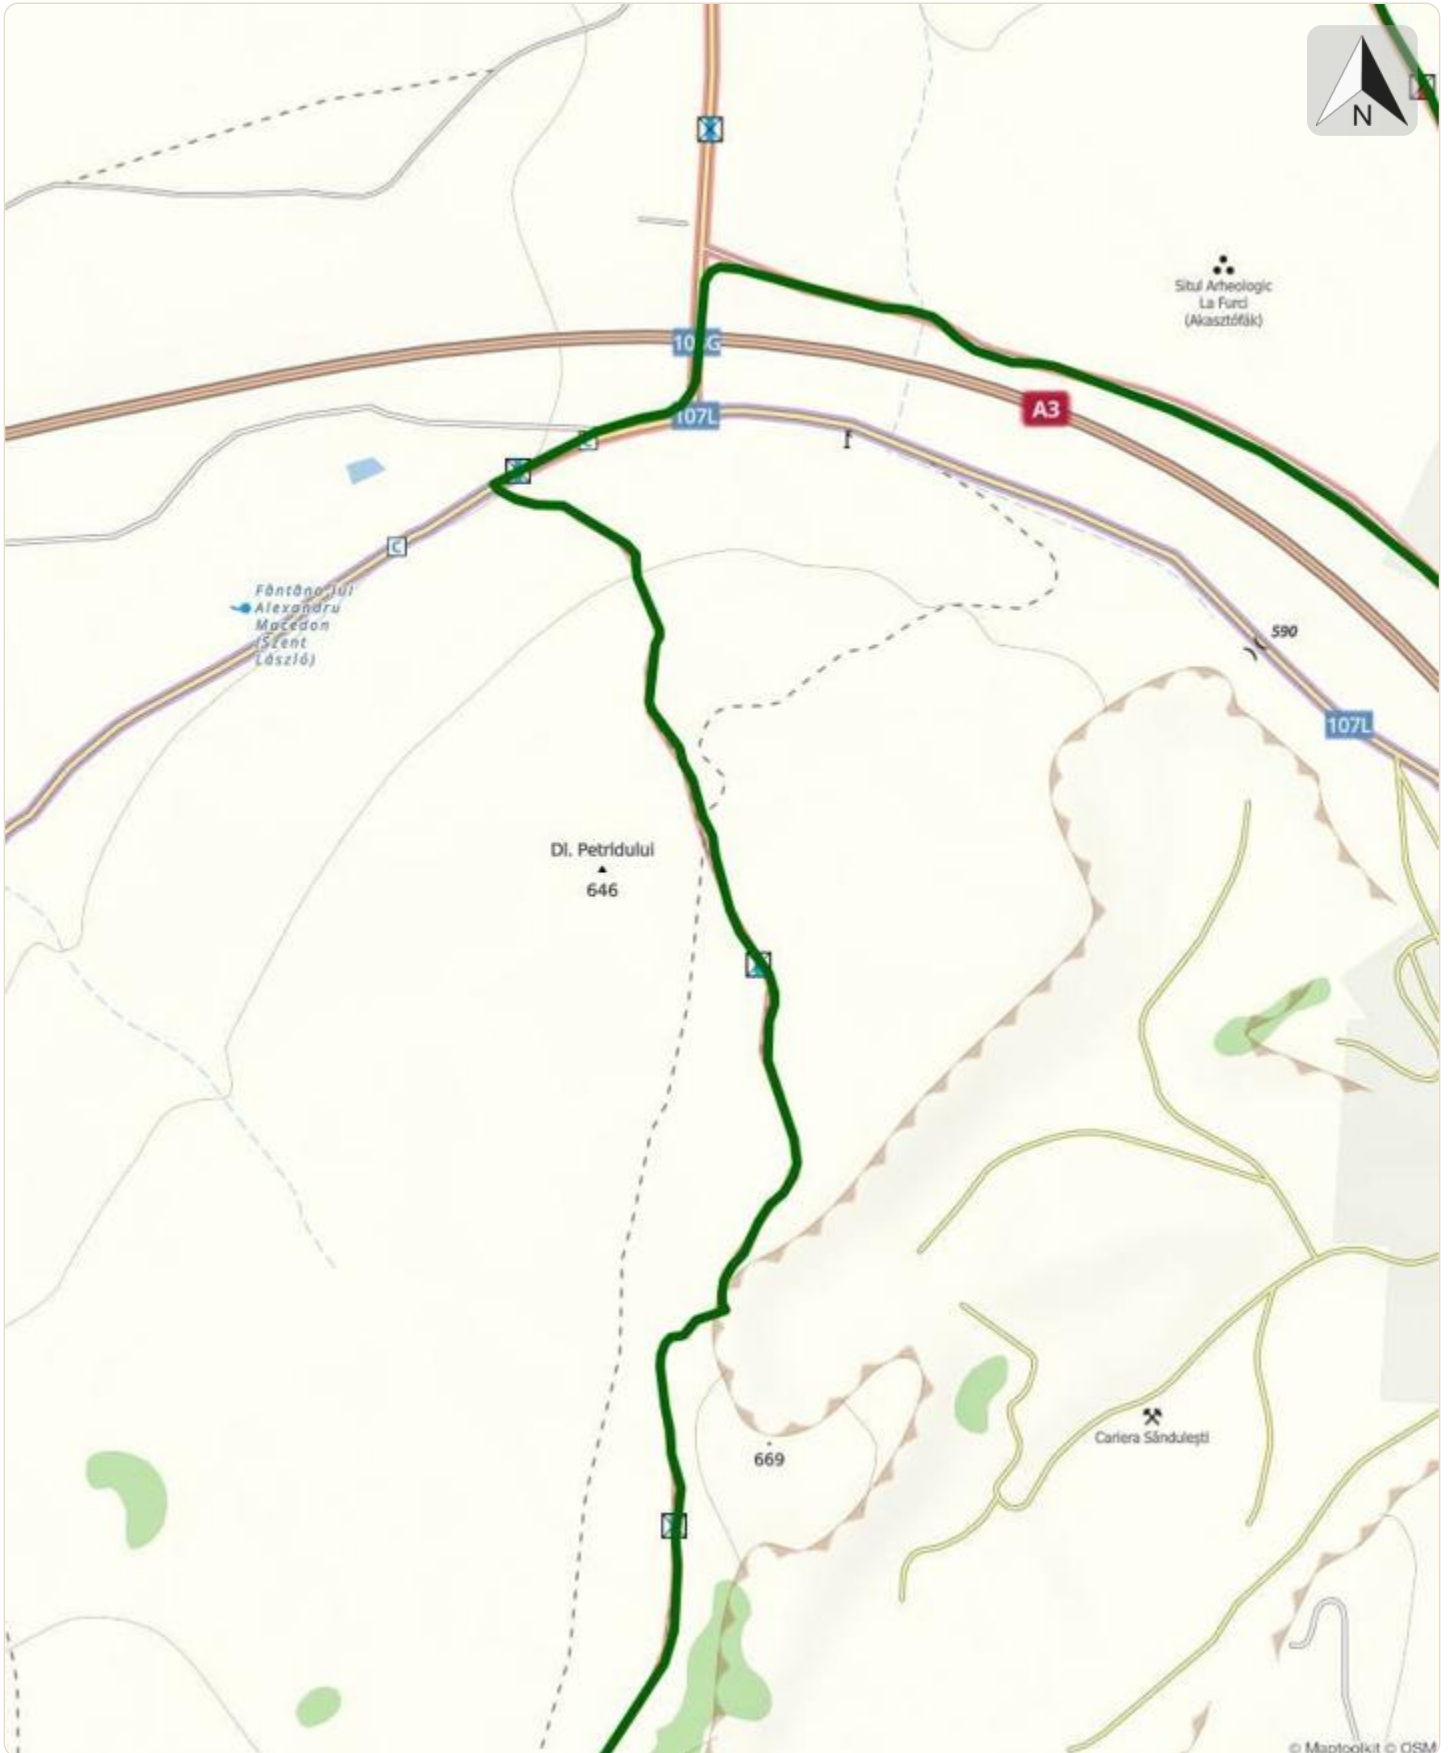 N
Situl Arheologic
La Furci
(Akasztófák)
107L
A3
C
Fântâna lui
Alexandru
Macedon
(Szent
László)
590
107L
Dl. Petridului
646
Cariera Săndulești
669
© Maptoolkit © OSM